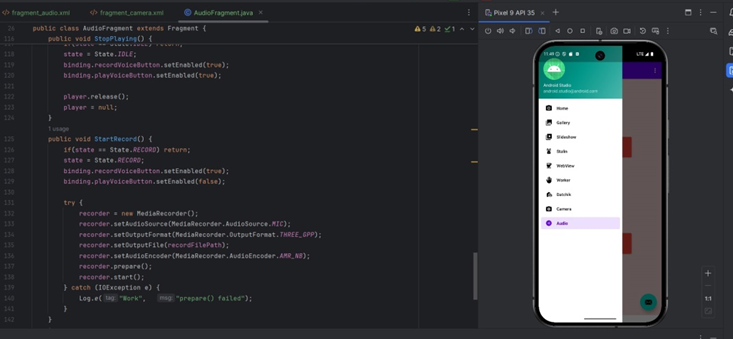 fragment_audio.xml fragment_camera.xml AudioFragment.java
Pixel 9 API 35
26 public class AudioFragment extends Fragment {
116 public void StopPlaying() {
5 2 1
118 state = State.IDLE;
119 binding.recordVoiceButton.setEnabled(true);
120 binding.playVoiceButton.setEnabled(true);
121
122 player.release();
123 player = null;
124 }
1 usage
125 public void StartRecord() {
126 if(state == State.RECORD) return;
127 state = State.RECORD;
128 binding.recordVoiceButton.setEnabled(true);
129 binding.playVoiceButton.setEnabled(false);
130
131 try {
132 recorder = new MediaRecorder();
133 recorder.setAudioSource(MediaRecorder.AudioSource.MIC);
134 recorder.setOutputFormat(MediaRecorder.OutputFormat.THREE_GPP);
135 recorder.setOutputFile(recordFilePath);
136 recorder.setAudioEncoder(MediaRecorder.AudioEncoder.AMR_NB);
137 recorder.prepare();
138 recorder.start();
139 } catch (IOException e) {
140 Log.e( tag: "Work", msg: "prepare() failed");
141 }
142 }
11:49
LTE
Android Studio
android.studio@android.com
Home
Gallery
Slideshow
WebView
Worker
Camera
Audio
1:1